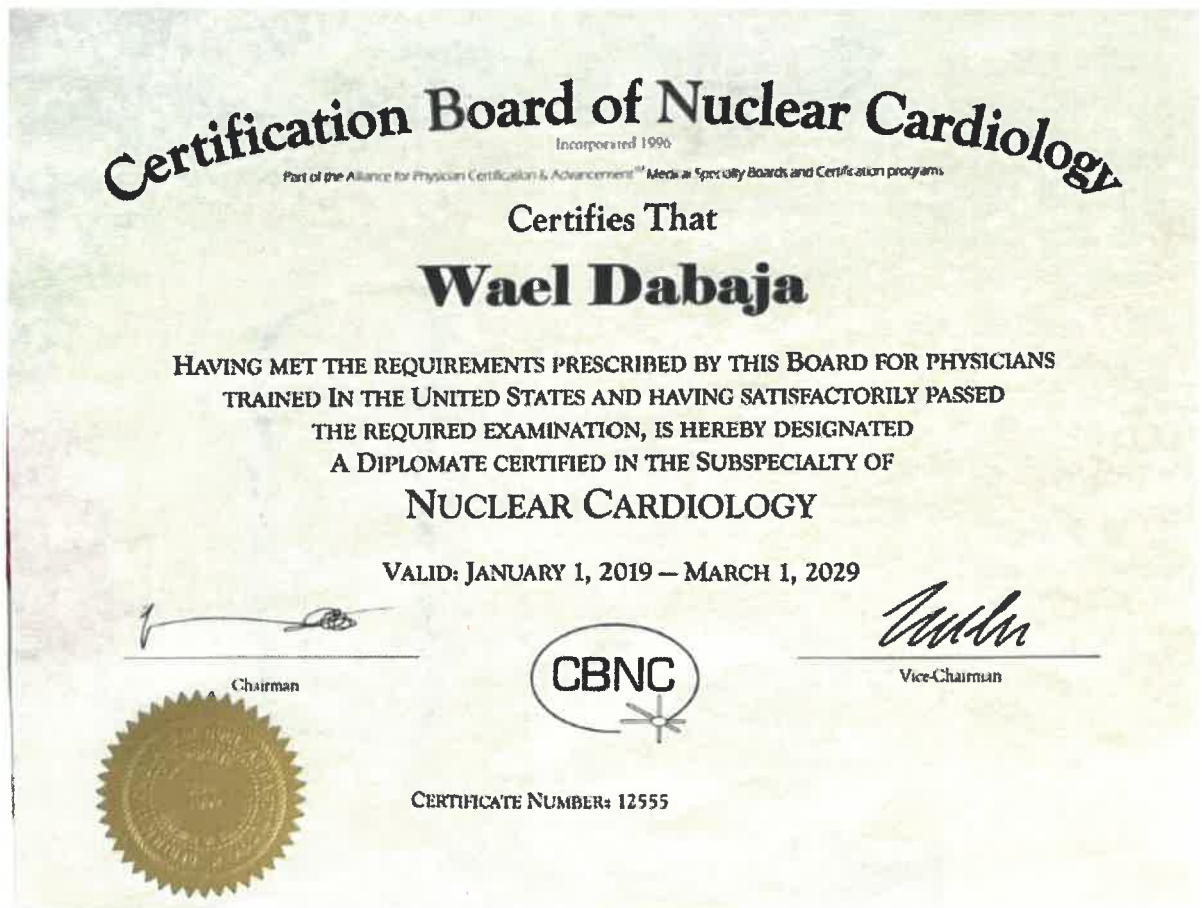 Certification Board of Nuclear Cardiology
Incorporated 1996
Part of the Alliance for Physician Certification & Advancement℠ Medical Specialty Boards and Certification programs
Certifies That
Wael Dabaja
HAVING MET THE REQUIREMENTS PRESCRIBED BY THIS BOARD FOR PHYSICIANS
TRAINED IN THE UNITED STATES AND HAVING SATISFACTORILY PASSED
THE REQUIRED EXAMINATION, IS HEREBY DESIGNATED
A DIPLOMATE CERTIFIED IN THE SUBSPECIALTY OF
NUCLEAR CARDIOLOGY
VALID: JANUARY 1, 2019 – MARCH 1, 2029
Chairman
CBNC
Vice-Chairman
CERTIFICATE NUMBER: 12555